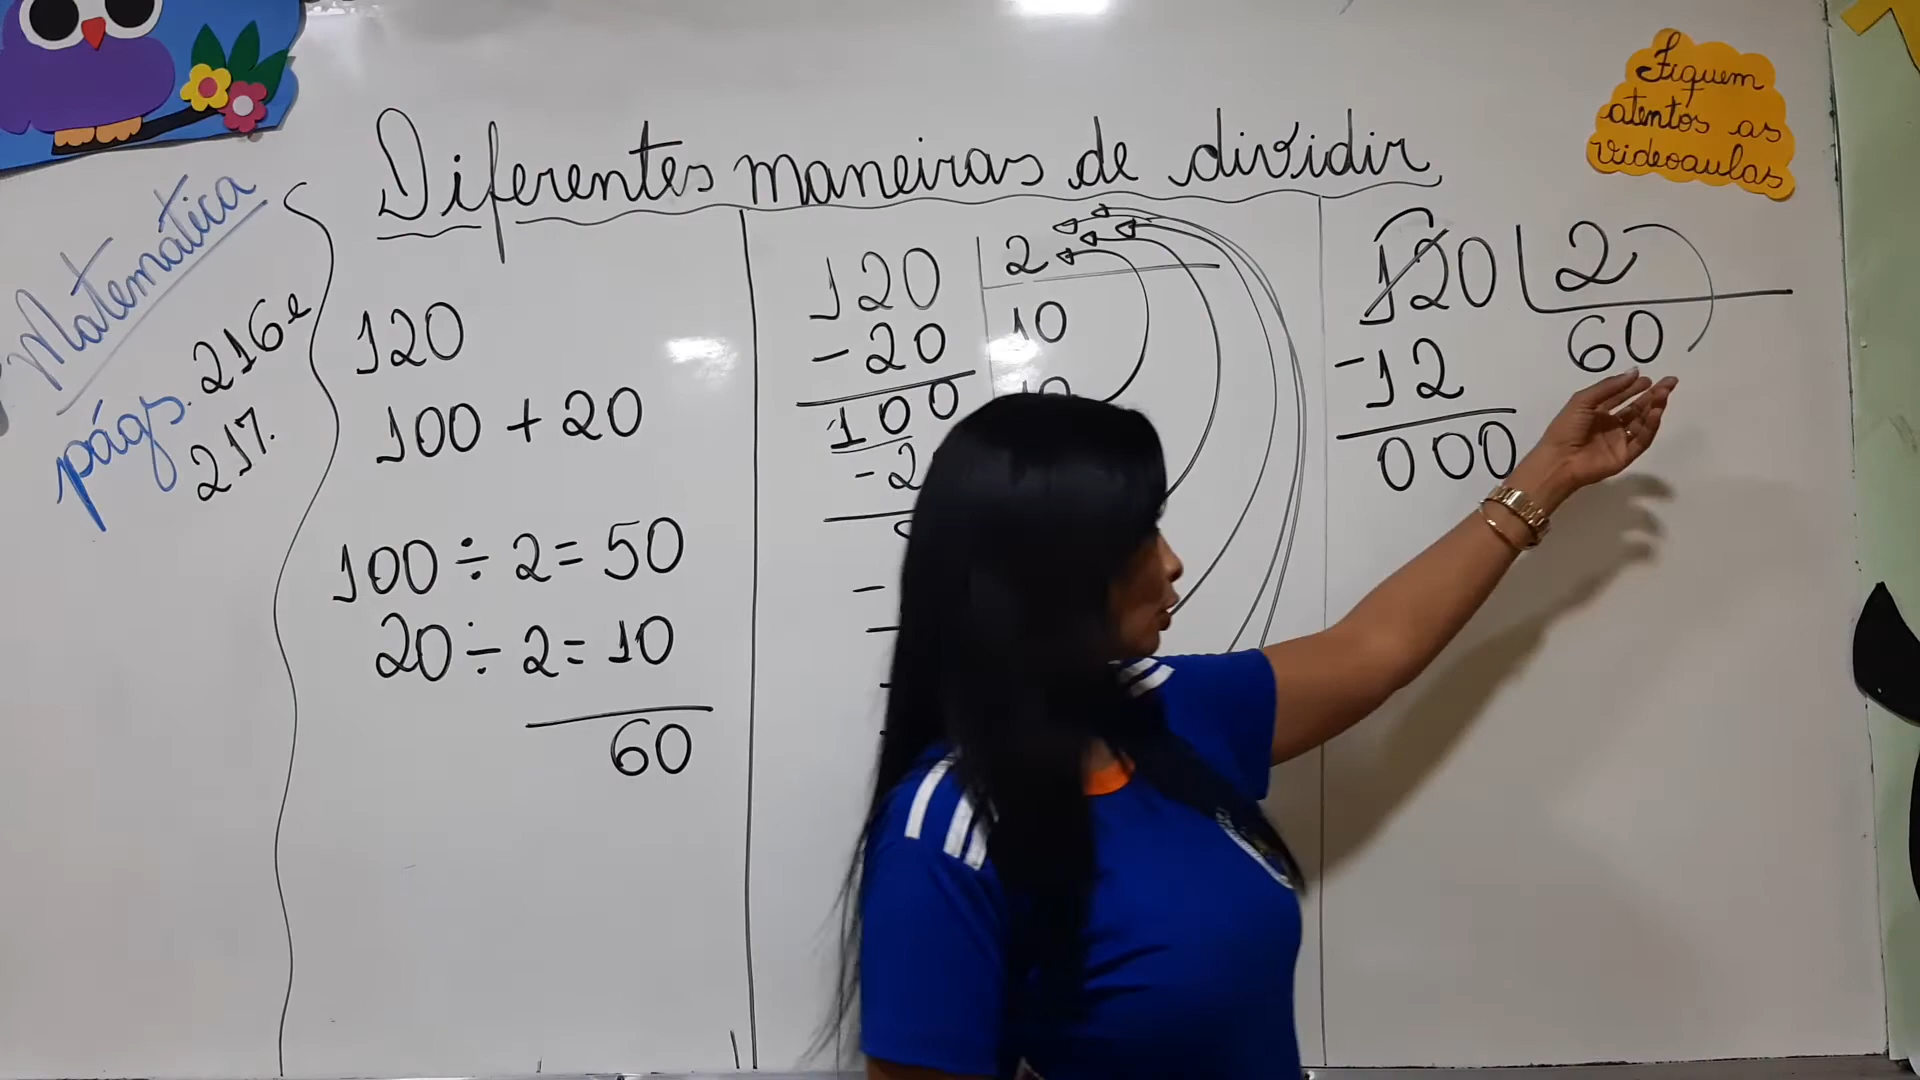 Fiquem
atentos as
videoaulas
Diferentes maneiras de dividir
Matemática
págs. 216 e
217.
120
100 + 20
100 ÷ 2 = 50
20 ÷ 2 = 10
60
120 2
- 20 10
100 10
- 2
120 2
- 12 60
000